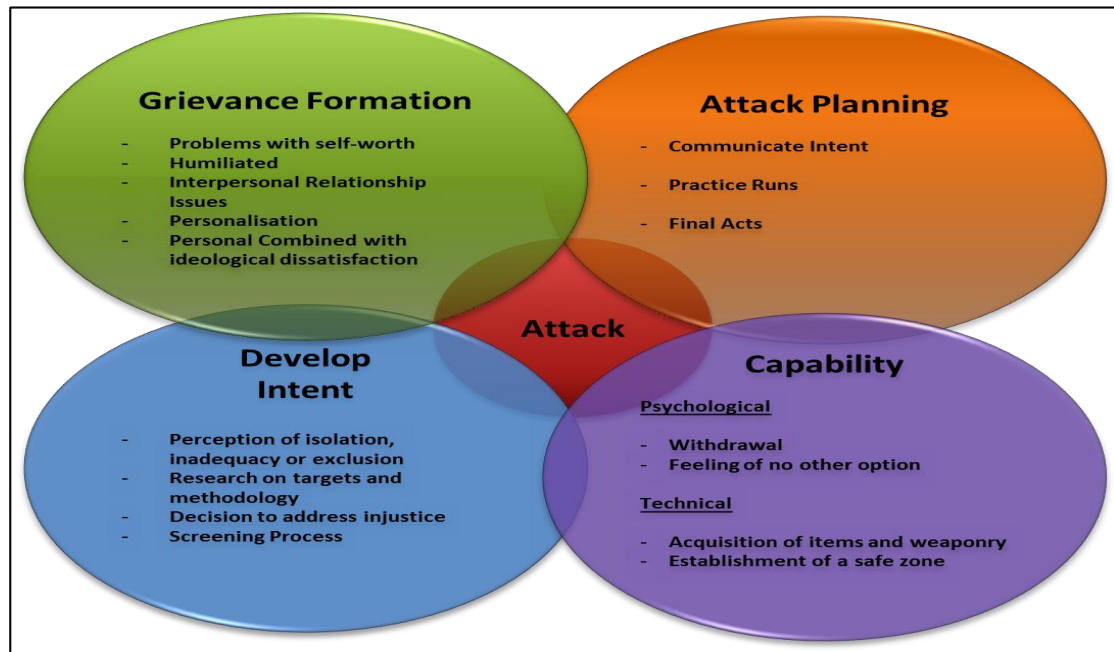 Grievance Formation
- Problems with self-worth
- Humiliated
- Interpersonal Relationship
Issues
- Personalisation
- Personal Combined with
ideological dissatisfaction
Attack Planning
- Communicate Intent
- Practice Runs
- Final Acts
Attack
Develop
Intent
- Perception of isolation,
inadequacy or exclusion
- Research on targets and
methodology
- Decision to address injustice
- Screening Process
Capability
Psychological
- Withdrawal
- Feeling of no other option
Technical
- Acquisition of items and weaponry
- Establishment of a safe zone